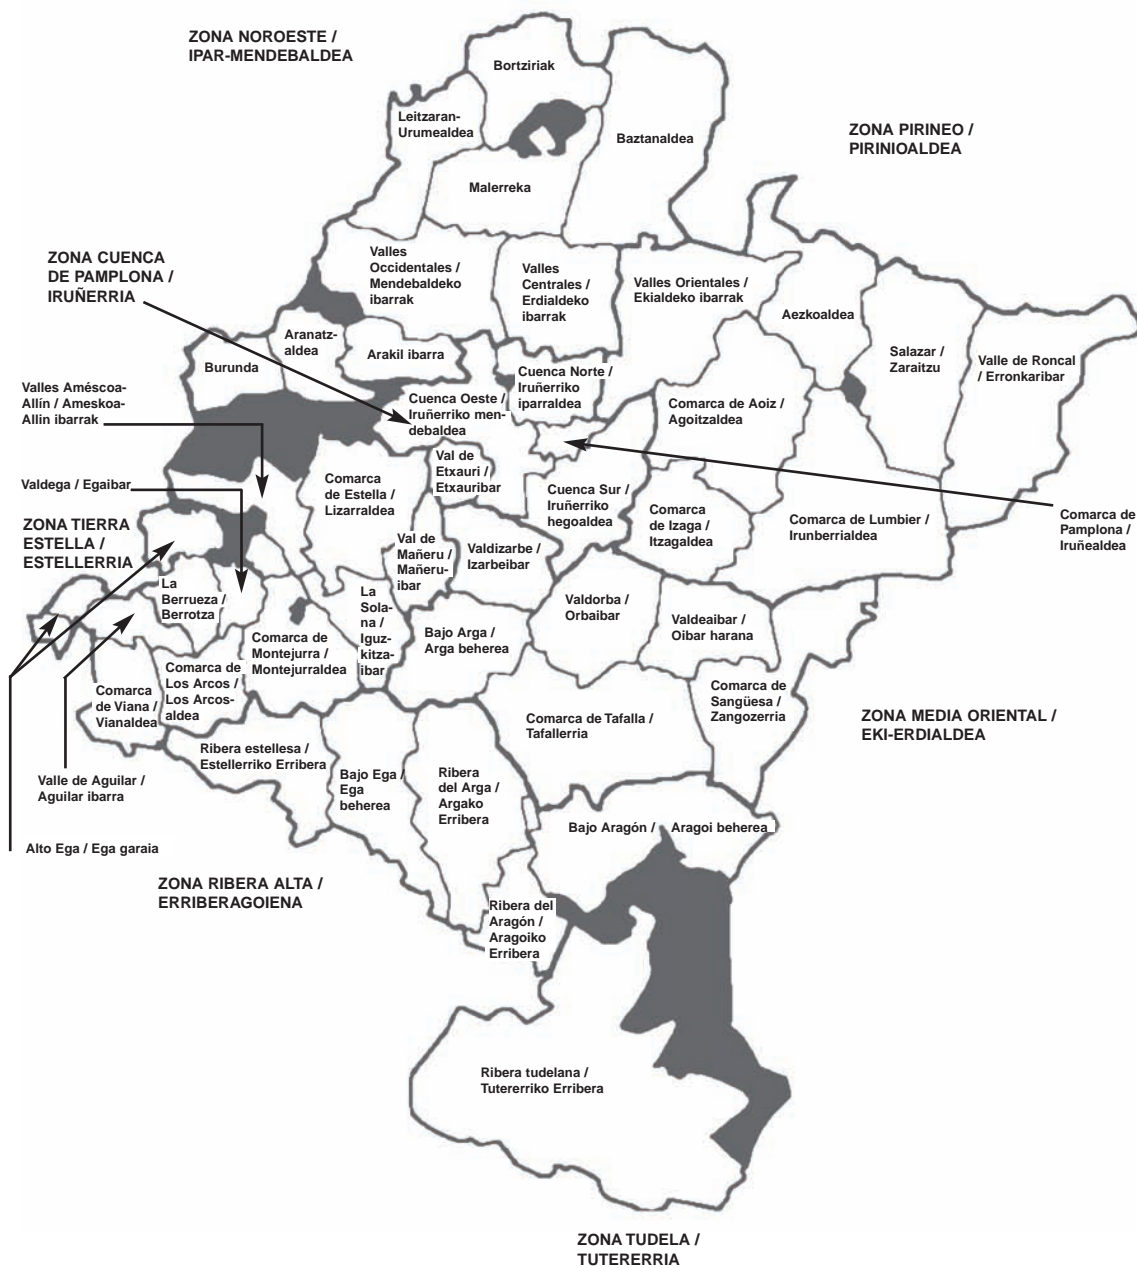 ZONA NOROESTE /
IPAR-MENDEBALDEA
Bortziriak
Leitzaran-
Urumealdea
Baztanaldea
ZONA PIRINEO /
PIRINIOALDEA
Malerreka
ZONA CUENCA
DE PAMPLONA /
IRUÑERRIA
Valles
Occidentales /
Mendebaldeko
ibarrak
Valles
Centrales /
Erdialdeko
ibarrak
Valles Orientales /
Ekialdeko ibarrak
Aezkoaldea
Salazar /
Zaraitzu
Valle de Roncal
/ Erronkaribar
Aranatz-
aldea
Arakil ibarra
Burunda
Cuenca Norte /
Iruñerriko
iparraldea
Valles Améscoa-
Allín / Ameskoa-
Allin ibarrak
Cuenca Oeste /
Iruñerriko men-
debaldea
Comarca de Aoiz /
Agoitzaldea
Val de
Etxauri /
Etxauribar
Comarca
de Estella /
Lizarraldea
Valdega / Egaibar
Cuenca Sur /
Iruñerriko
hegoaldea
Comarca
de Izaga /
Itzagaldea
Comarca de Lumbier /
Irunberrialdea
Comarca de
Pamplona /
Iruñealdea
ZONA TIERRA
ESTELLA /
ESTELLERRIA
Val de
Mañeru /
Mañeru-
ibar
Valdizarbe /
Izarbeibar
La
Berrueza /
Berrotza
La
Sola-
na /
Iguz-
kitza-
ibar
Valdorba /
Orbaibar
Valdeaibar /
Oibar harana
Comarca de
Montejurra /
Montejurraldea
Bajo Arga /
Arga beherea
Comarca de
Los Arcos /
Los Arcos-
aldea
Comarca
de Viana /
Vianaldea
Comarca de
Sangüesa /
Zangozerria
Comarca de Tafalla /
Tafallerria
ZONA MEDIA ORIENTAL /
EKI-ERDIALDEA
Ribera estellesa /
Estellerriko Erribera
Bajo Ega /
Ega
beherea
Ribera
del Arga /
Argako
Erribera
Valle de Aguilar /
Aguilar ibarra
Bajo Aragón / Aragoi beherea
Alto Ega / Ega garaia
ZONA RIBERA ALTA /
ERRIBERAGOIENA
Ribera del
Aragón /
Aragoiko
Erribera
Ribera tudelana /
Tutererriko Erribera
ZONA TUDELA /
TUTERERRIA